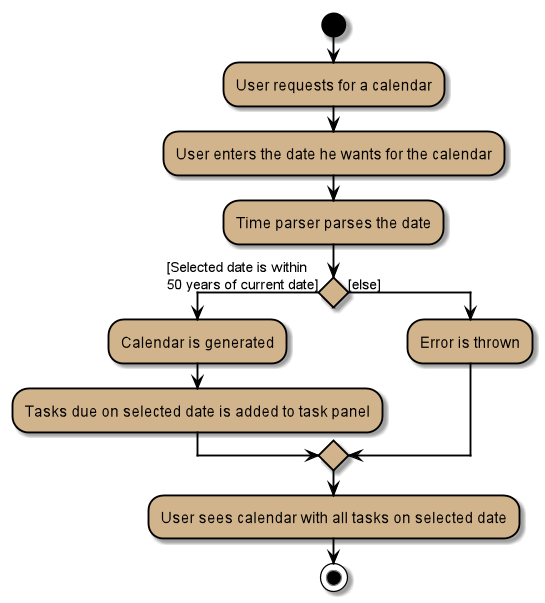 User requests for a calendar
User enters the date he wants for the calendar
Time parser parses the date
[Selected date is within
50 years of current date]
[else]
Calendar is generated
Error is thrown
Tasks due on selected date is added to task panel
User sees calendar with all tasks on selected date